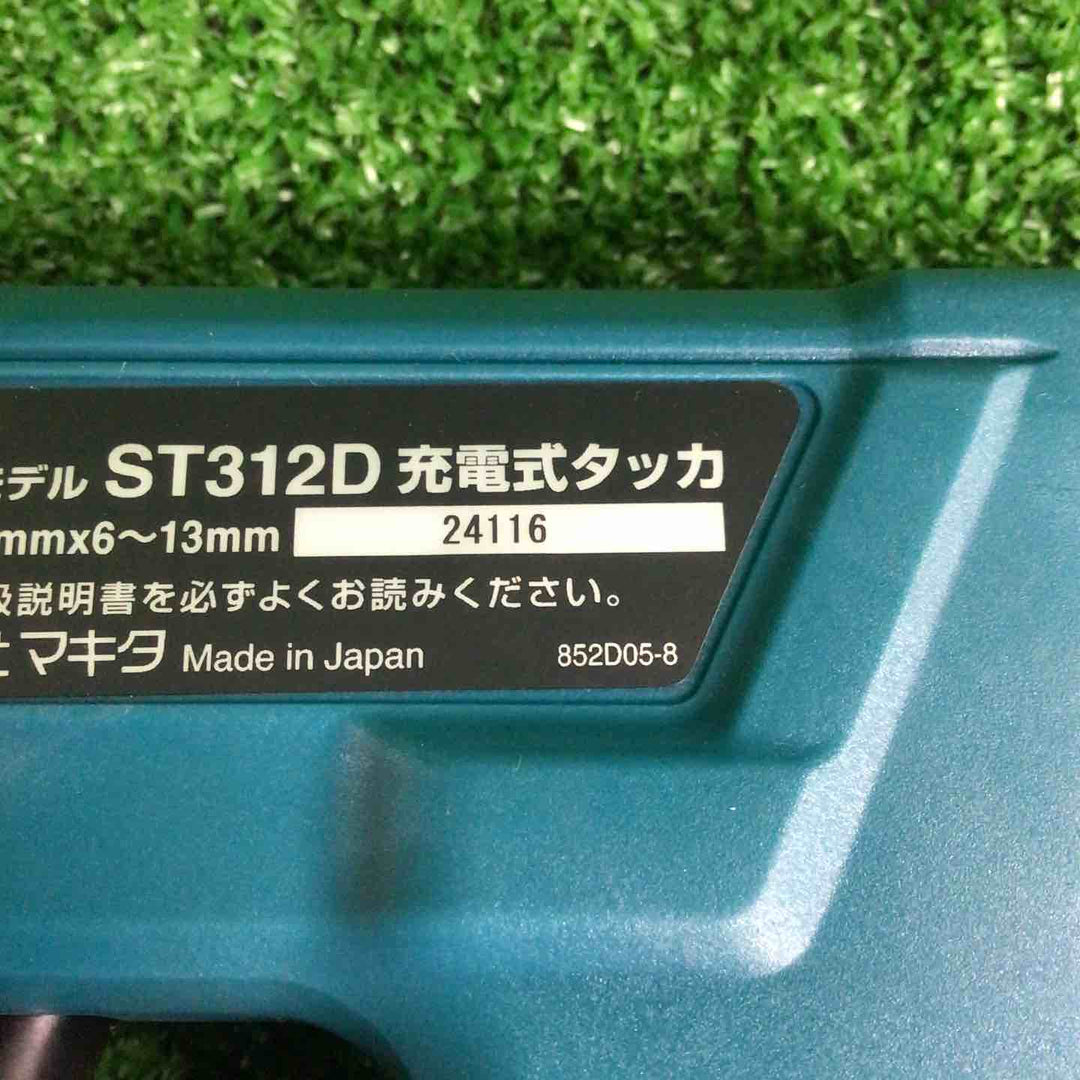 モデル ST312D 充電式タッカ
mmx6～13mm 24116
扱説明書を必ずよくお読みください。
マキタ Made in Japan 852D05-8